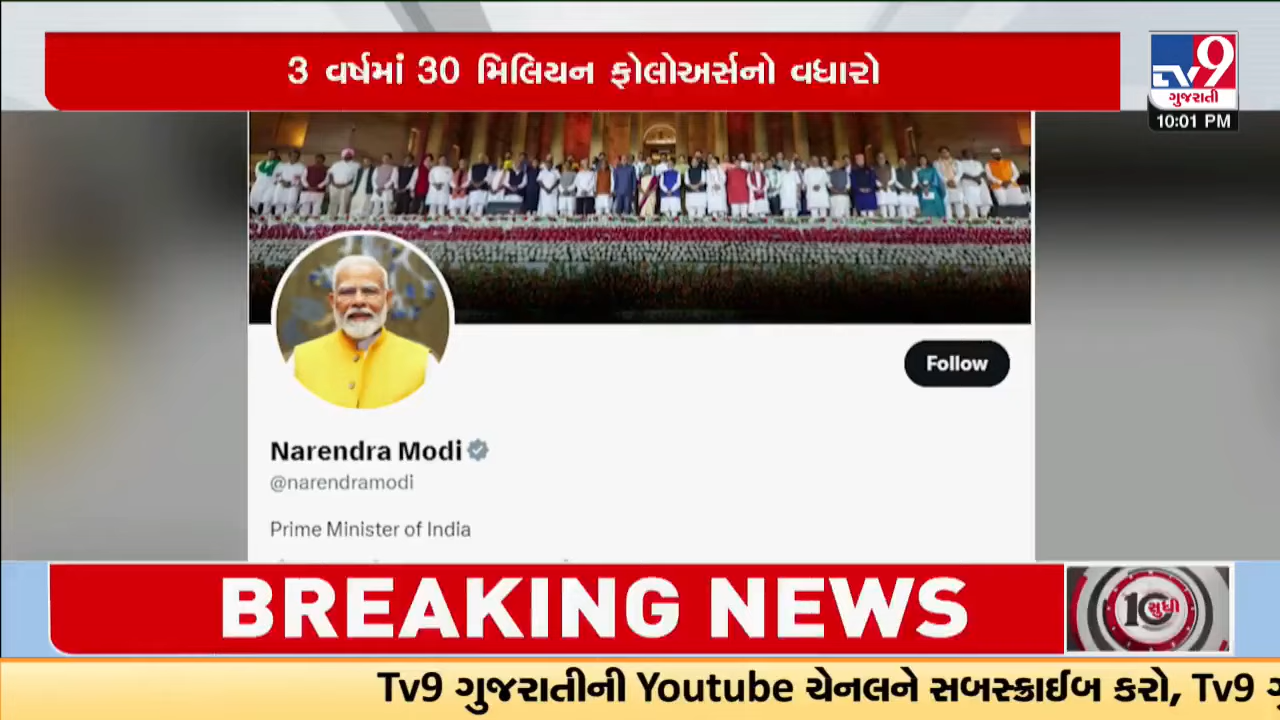 3 વર્ષમાં 30 મિલિયન ફોલોઅર્સનો વધારો
TV9
ગુજરાતી
10:01 PM
Follow
Narendra Modi
@narendramodi
Prime Minister of India
BREAKING NEWS
10 સુધી
Tv9 ગુજરાતીની Youtube ચેનલને સબસ્ક્રાઈબ કરો, Tv9